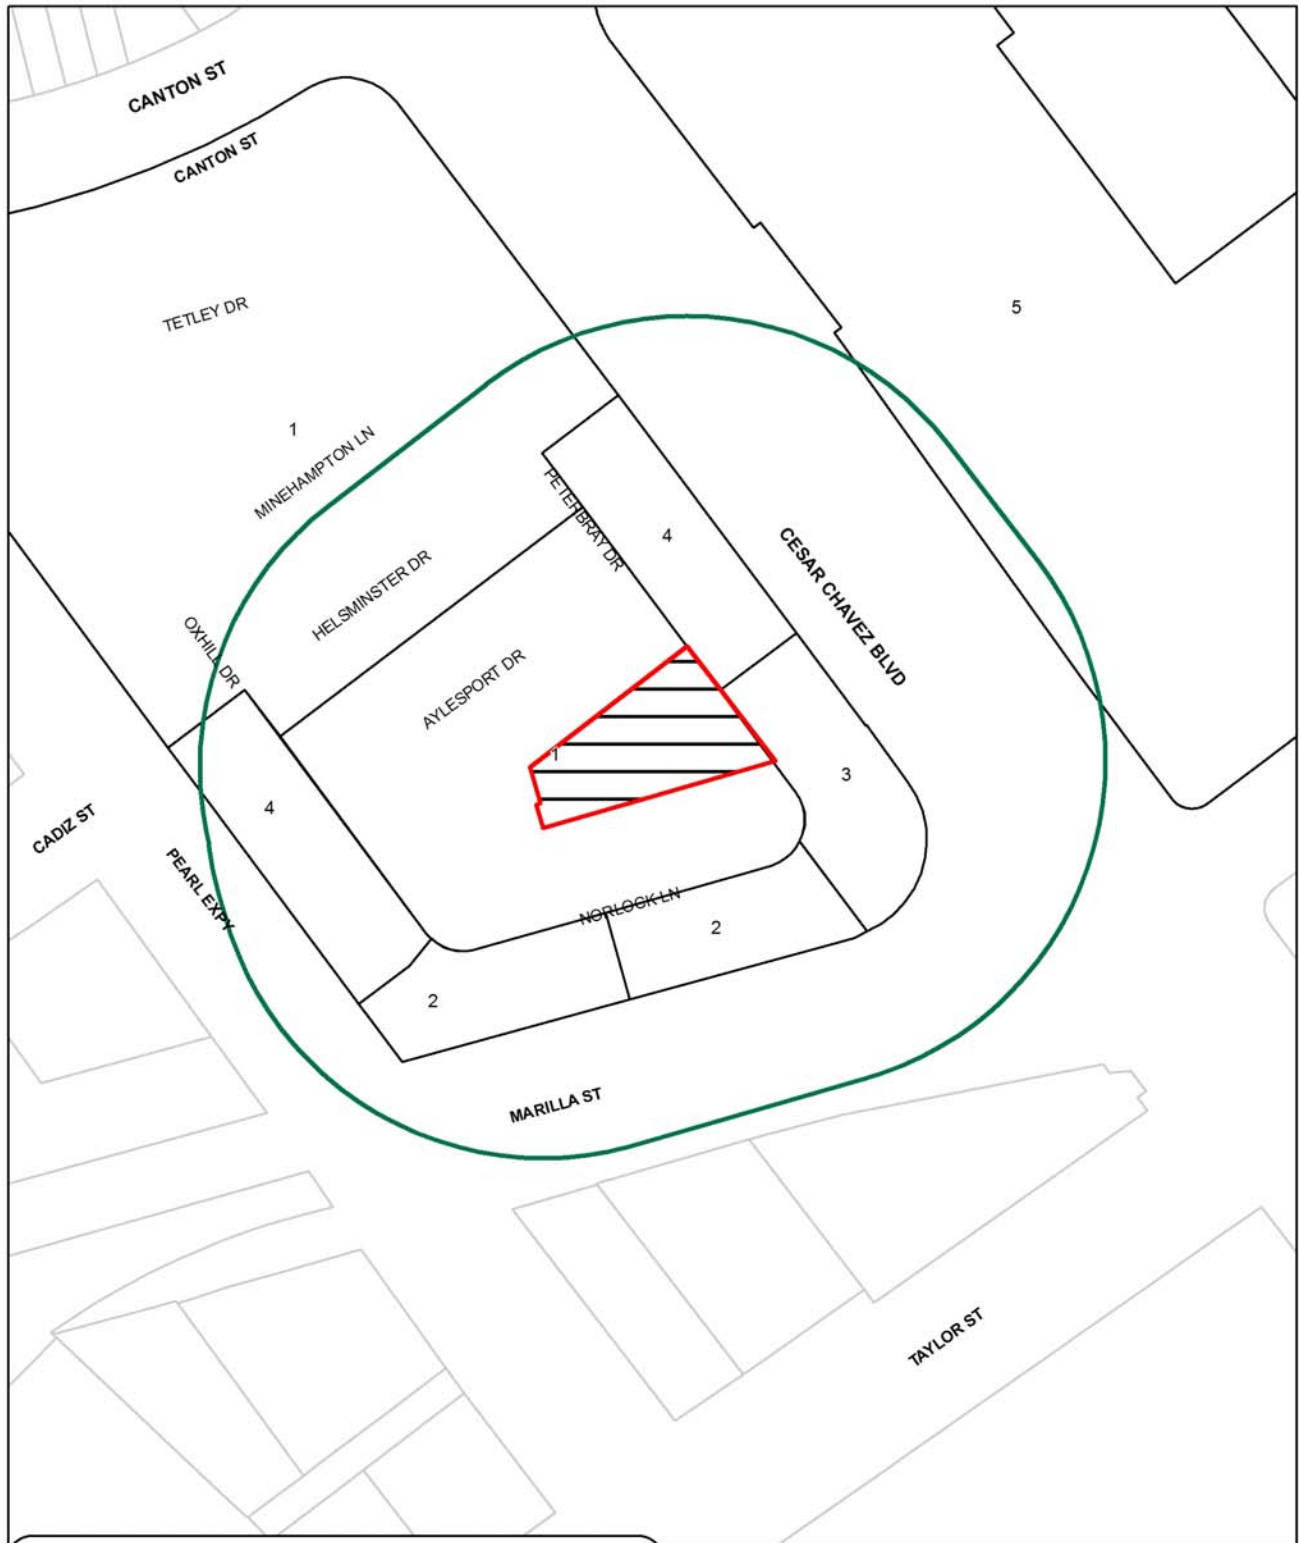 CANTON ST
CANTON ST
TETLEY DR
5
1
MINEHAMPTON LN
PETERBRAY DR
4
CESAR CHAVEZ BLVD
HELSMINSTER DR
OXHILL DR
AYLESPORT DR
1
3
4
CADIZ ST
PEARL EXPY
NORLOCK LN
2
2
MARILLA ST
TAYLOR ST